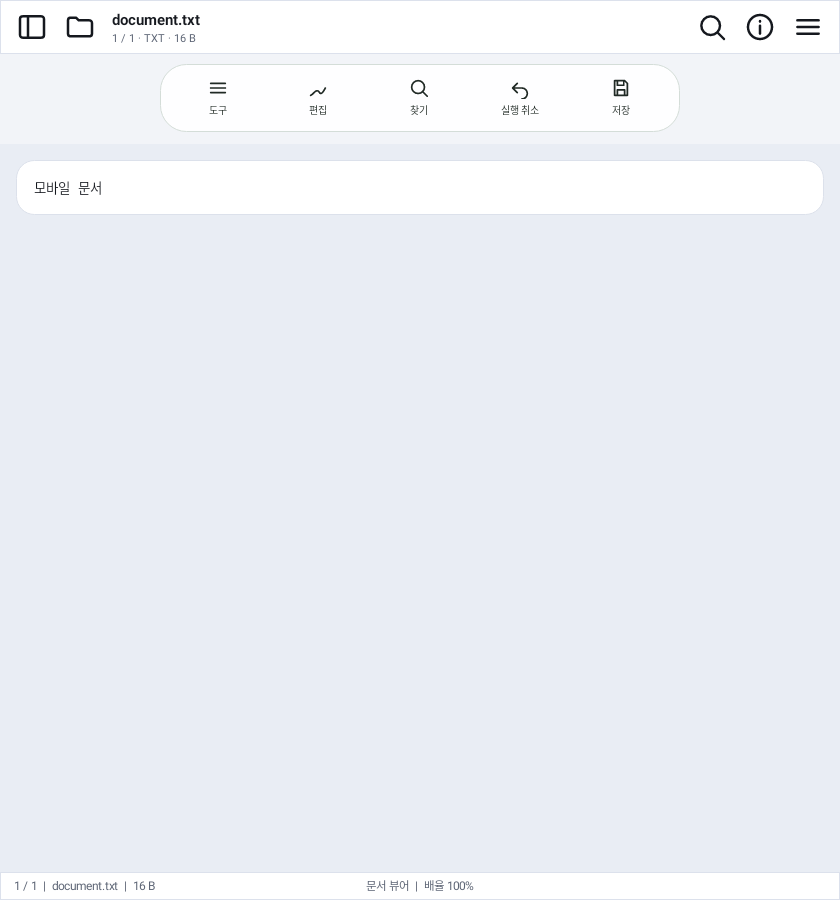 document.txt
1 / 1 · TXT · 16 B
도구
편집
찾기
실행 취소
저장
모바일 문서
1 / 1 | document.txt | 16 B
문서 뷰어 | 배율 100%